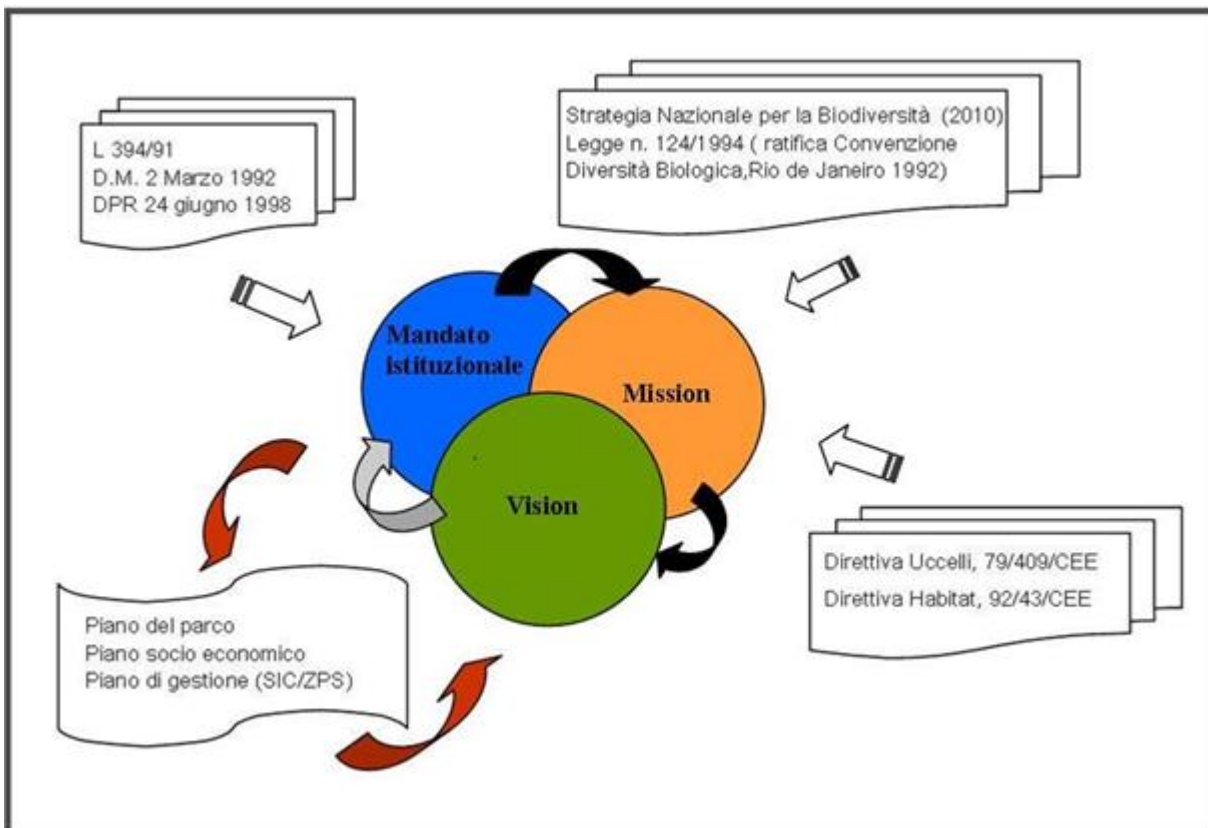 L 394/91
D.M. 2 Marzo 1992
DPR 24 giugno 1998
Strategia Nazionale per la Biodiversità (2010)
Legge n. 124/1994 ( ratifica Convenzione
Diversità Biologica,Rio de Janeiro 1992)
Mandato
istituzionale
Mission
Vision
Direttiva Uccelli, 79/409/CEE
Direttiva Habitat, 92/43/CEE
Piano del parco
Piano socio economico
Piano di gestione (SIC/ZPS)